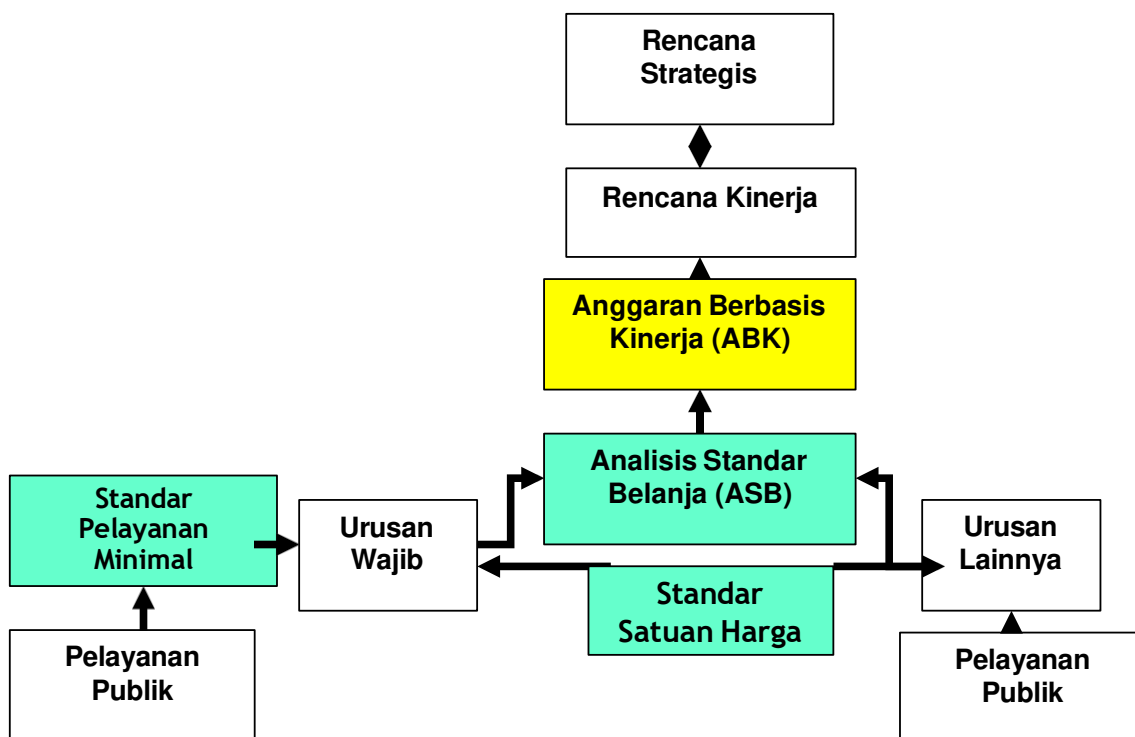 Rencana
Strategis
Rencana Kinerja
Anggaran Berbasis
Kinerja (ABK)
Analisis Standar
Belanja (ASB)
Standar
Pelayanan
Minimal
Urusan
Wajib
Urusan
Lainnya
Standar
Satuan Harga
Pelayanan
Publik
Pelayanan
Publik